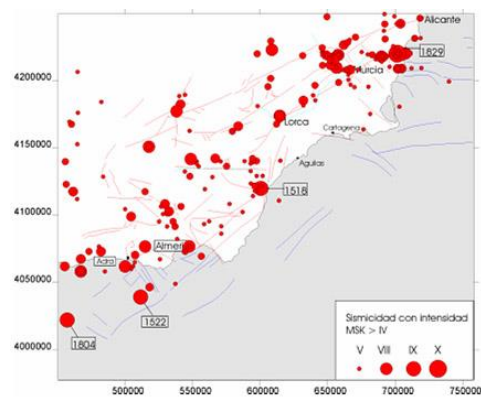 Alicante
1829
4200000
Murcia
Lorca
Cartagena
4150000
Aguilas
1518
4100000
Almeri
Adra
4050000
1522
Sismicidad con intensidad
MSK > IV
1804
V VIII IX X
4000000
500000 550000 600000 650000 700000 750000